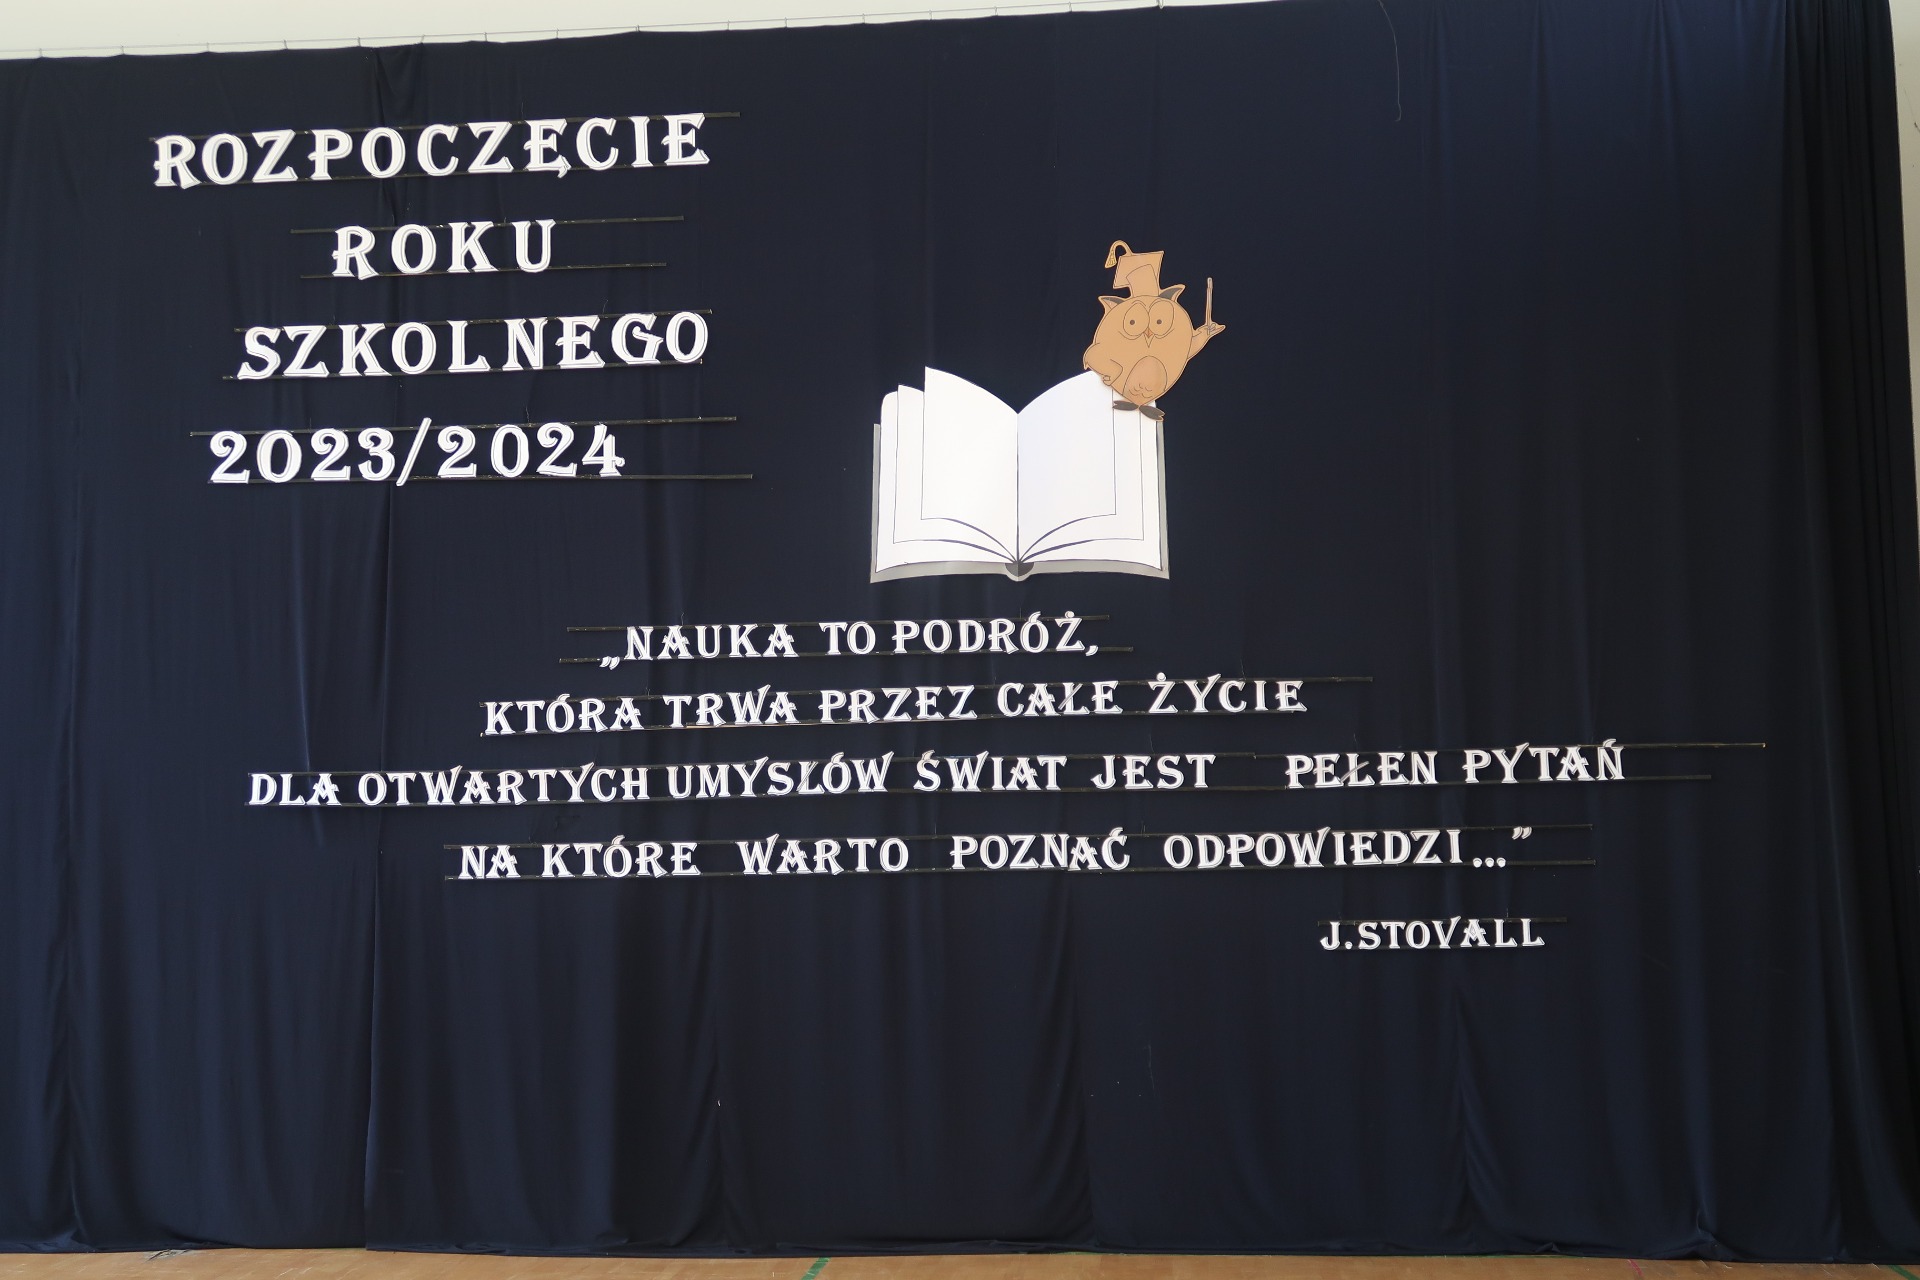 ROZPOCZĘCIE
ROKU
SZKOLNEGO
2023/2024
„NAUKA TO PODRÓŻ,
KTÓRA TRWA PRZEZ CAŁE ŻYCIE
DLA OTWARTYCH UMYSŁÓW ŚWIAT JEST PEŁEN PYTAŃ
NA KTÓRE WARTO POZNAĆ ODPOWIEDZI..."
J.STOVALL